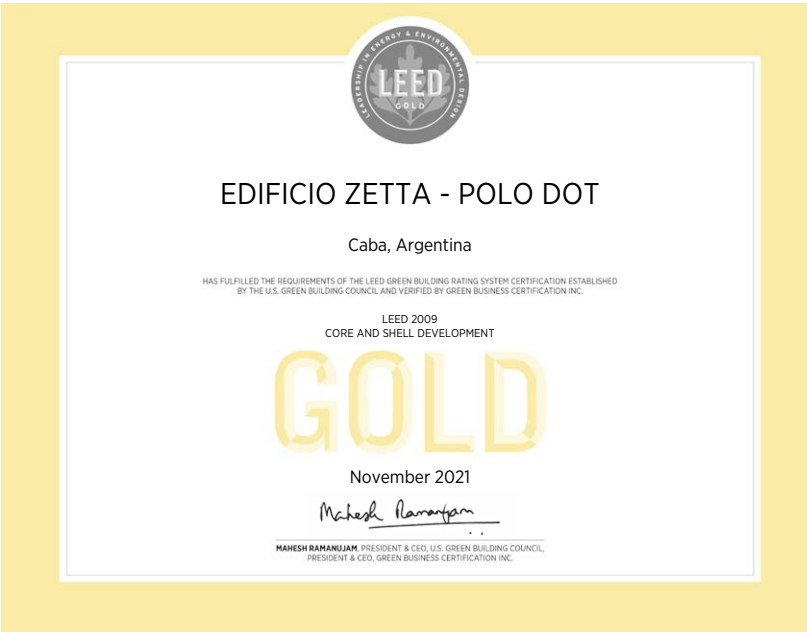 LEADERSHIP IN ENERGY & ENVIRONMENTAL DESIGN
LEED
GOLD
EDIFICIO ZETTA - POLO DOT
Caba, Argentina
HAS FULFILLED THE REQUIREMENTS OF THE LEED GREEN BUILDING RATING SYSTEM CERTIFICATION ESTABLISHED
BY THE U.S. GREEN BUILDING COUNCIL AND VERIFIED BY GREEN BUSINESS CERTIFICATION INC.
LEED 2009
CORE AND SHELL DEVELOPMENT
GOLD
November 2021
Mahesh Ramanujam
MAHESH RAMANUJAM, PRESIDENT & CEO, U.S. GREEN BUILDING COUNCIL,
PRESIDENT & CEO, GREEN BUSINESS CERTIFICATION INC.